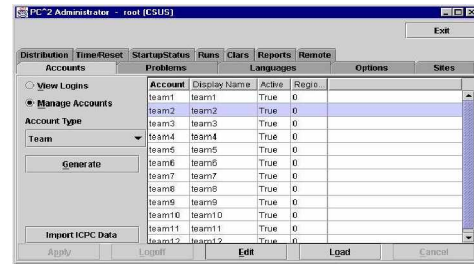 PC^2 Administrator - root (CSUS)
Exit
Distribution Time/Reset StartupStatus Runs Clars Reports Remote
Accounts Problems Languages Options Sites
View Logins
Manage Accounts
Account Type
Team
Generate
Import ICPC Data
Account Display Name Active Regio...
team1 team1 True 0
team2 team2 True 0
team3 team3 True 0
team4 team4 True 0
team5 team5 True 0
team6 team6 True 0
team7 team7 True 0
team8 team8 True 0
team9 team9 True 0
team10 team10 True 0
team11 team11 True 0
team12 team12 True 0
Apply Logoff Edit Load Cancel